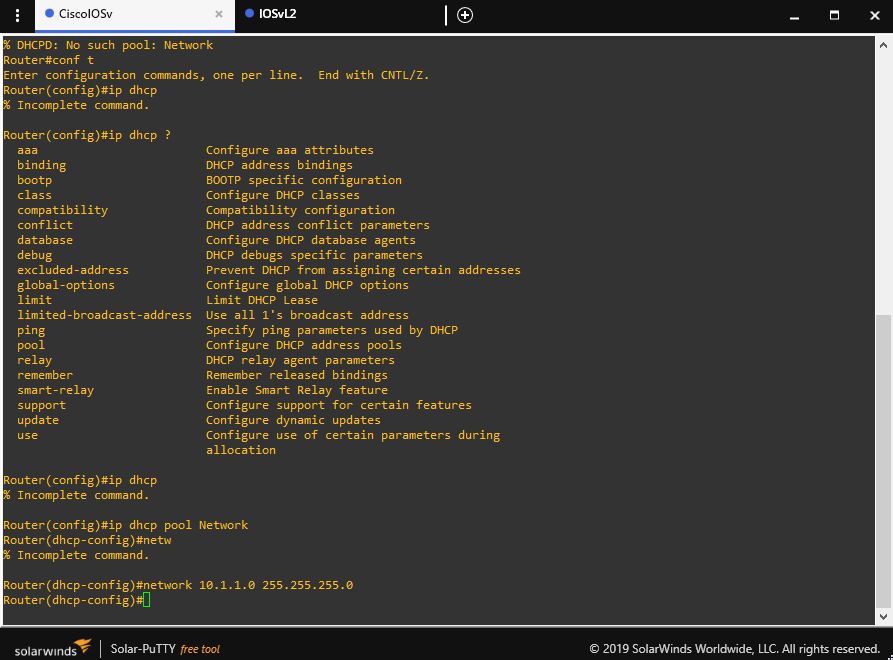 CiscoIOSv
IOSvL2
% DHCPD: No such pool: Network
Router#conf t
Enter configuration commands, one per line.  End with CNTL/Z.
Router(config)#ip dhcp
% Incomplete command.
Router(config)#ip dhcp ?
aaa Configure aaa attributes
binding DHCP address bindings
bootp BOOTP specific configuration
class Configure DHCP classes
compatibility Compatibility configuration
conflict DHCP address conflict parameters
database Configure DHCP database agents
debug DHCP debugs specific parameters
excluded-address Prevent DHCP from assigning certain addresses
global-options Configure global DHCP options
limit Limit DHCP Lease
limited-broadcast-address Use all 1's broadcast address
ping Specify ping parameters used by DHCP
pool Configure DHCP address pools
relay DHCP relay agent parameters
remember Remember released bindings
smart-relay Enable Smart Relay feature
support Configure support for certain features
update Configure dynamic updates
use Configure use of certain parameters during
allocation
Router(config)#ip dhcp
% Incomplete command.
Router(config)#ip dhcp pool Network
Router(dhcp-config)#netw
% Incomplete command.
Router(dhcp-config)#network 10.1.1.0 255.255.255.0
Router(dhcp-config)#
solarwinds Solar-PuTTY free tool © 2019 SolarWinds Worldwide, LLC. All rights reserved.